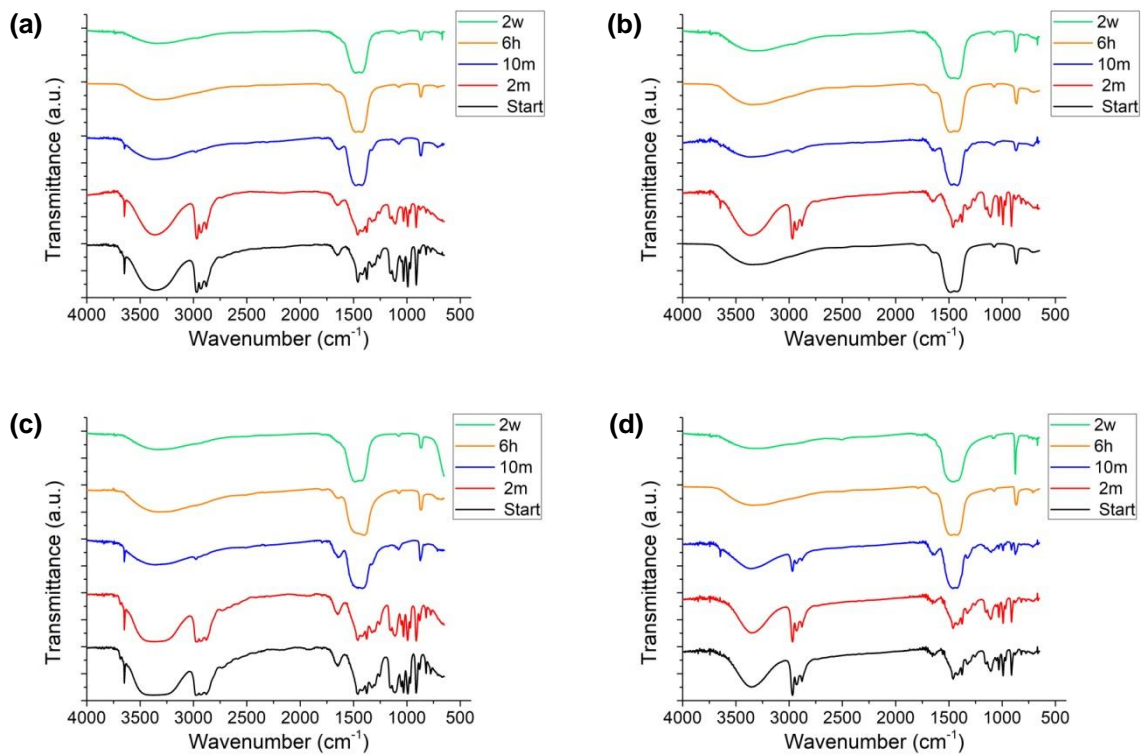 (a)
Transmittance (a.u.)
2w
6h
10m
2m
Start
4000 3500 3000 2500 2000 1500 1000 500
Wavenumber (cm⁻¹)
(b)
Transmittance (a.u.)
2w
6h
10m
2m
Start
4000 3500 3000 2500 2000 1500 1000 500
Wavenumber (cm⁻¹)
(c)
Transmittance (a.u.)
2w
6h
10m
2m
Start
4000 3500 3000 2500 2000 1500 1000 500
Wavenumber (cm⁻¹)
(d)
Transmittance (a.u.)
2w
6h
10m
2m
Start
4000 3500 3000 2500 2000 1500 1000 500
Wavenumber (cm⁻¹)